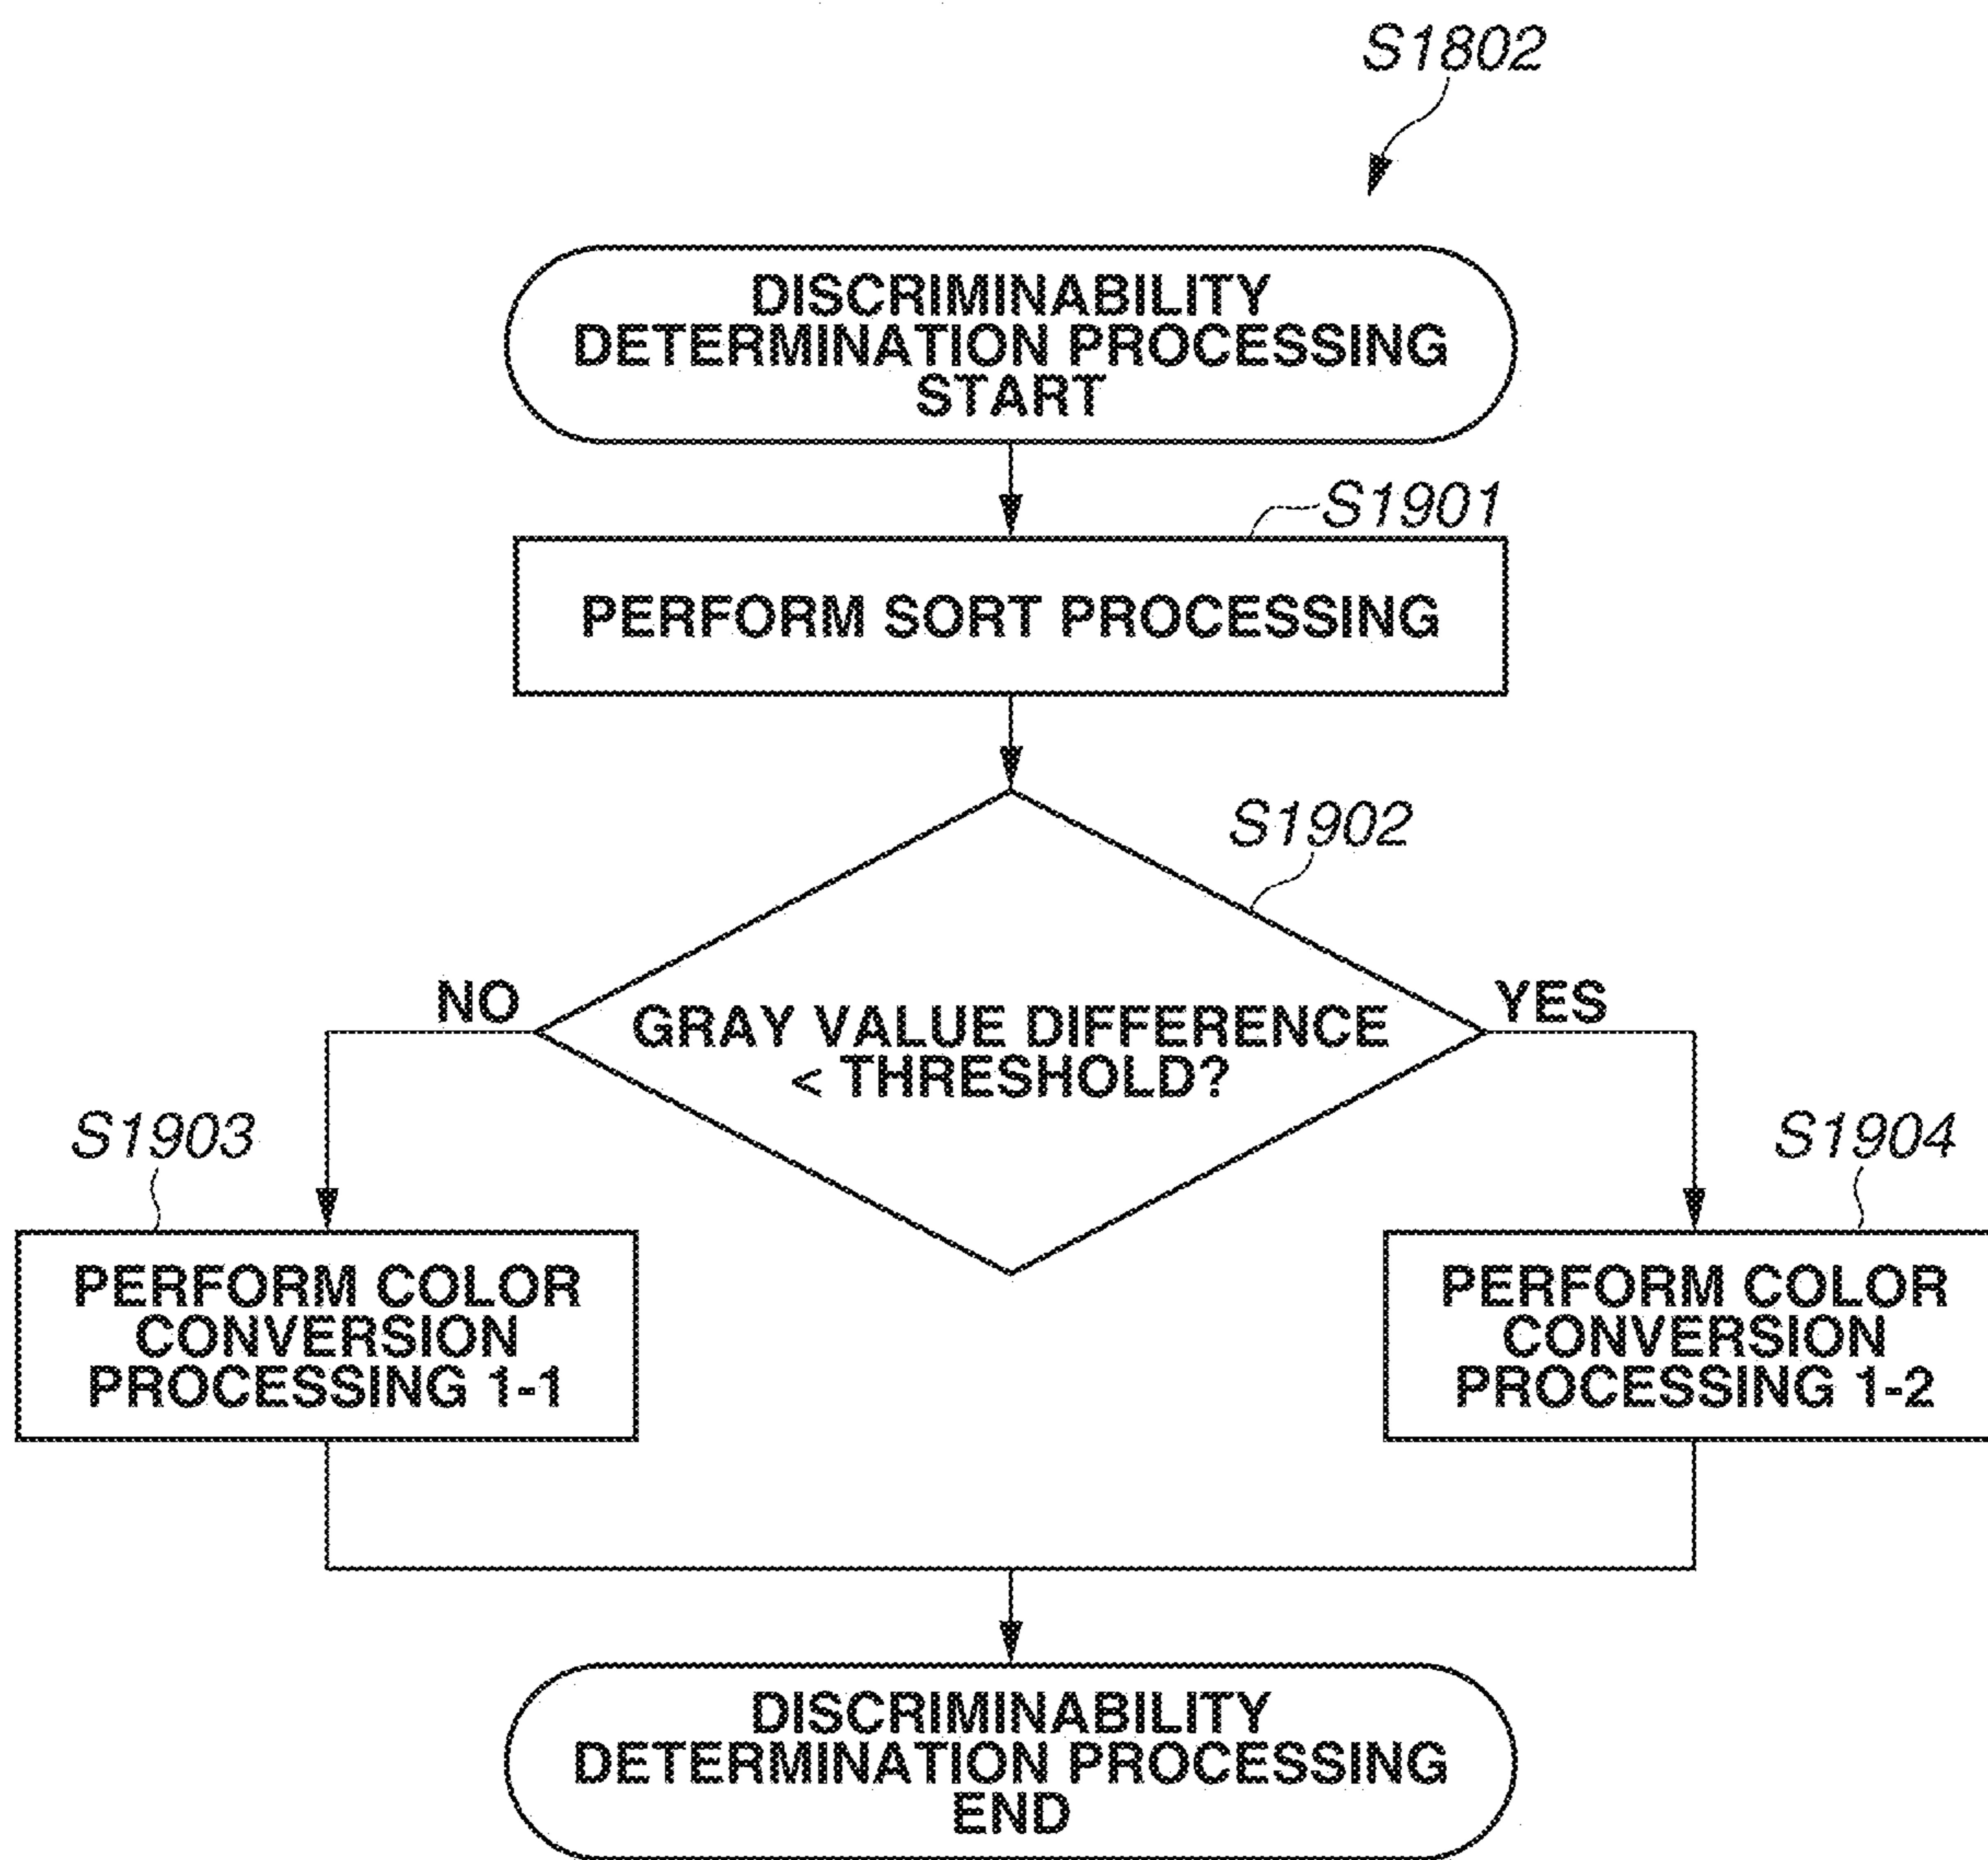 S1802
DISCRIMINABILITY
DETERMINATION PROCESSING
START
S1901
PERFORM SORT PROCESSING
S1902
GRAY VALUE DIFFERENCE
< THRESHOLD?
NO
YES
S1903
PERFORM COLOR
CONVERSION
PROCESSING 1-1
S1904
PERFORM COLOR
CONVERSION
PROCESSING 1-2
DISCRIMINABILITY
DETERMINATION PROCESSING
END